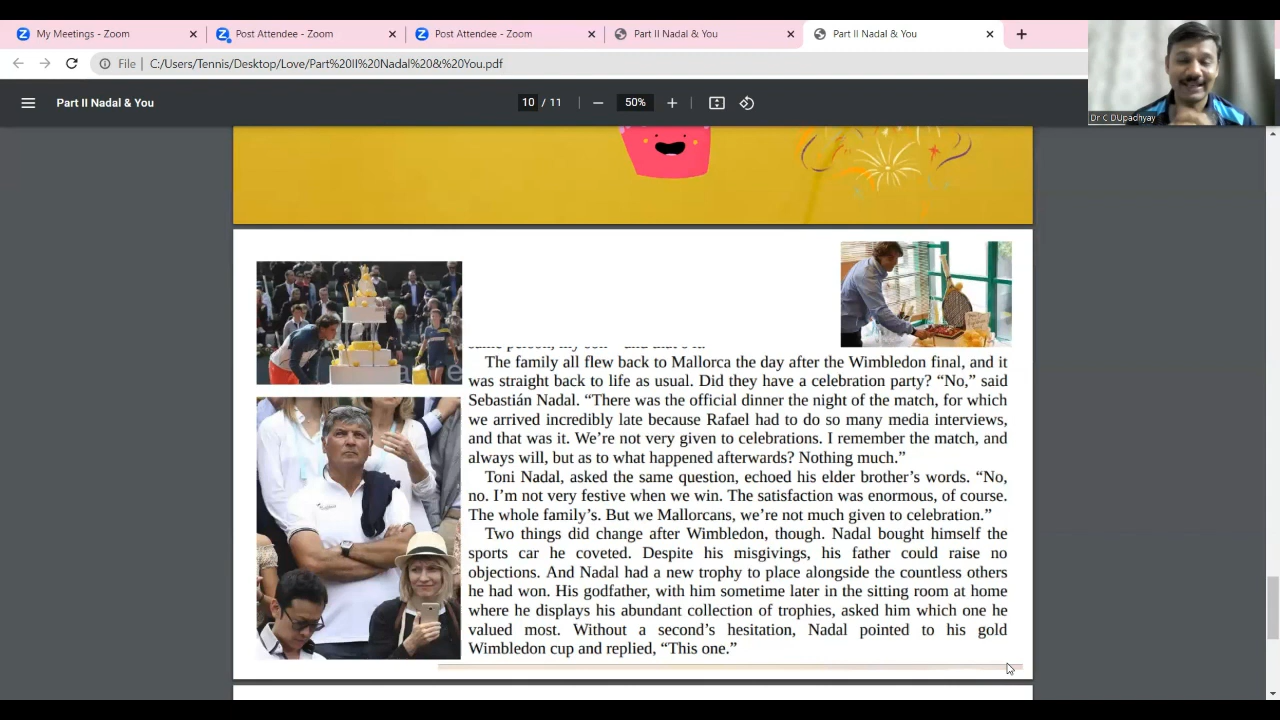 My Meetings - Zoom
Post Attendee - Zoom
Post Attendee - Zoom
Part II Nadal & You
Part II Nadal & You
File
C:/Users/Tennis/Desktop/Love/Part%20II%20Nadal%20&%20You.pdf
Part II Nadal & You
10 / 11
50%
Dr C DUpadhyay
same person, my son – and that's it.
The family all flew back to Mallorca the day after the Wimbledon final, and it
was straight back to life as usual. Did they have a celebration party? “No,” said
Sebastián Nadal. “There was the official dinner the night of the match, for which
we arrived incredibly late because Rafael had to do so many media interviews,
and that was it. We’re not very given to celebrations. I remember the match, and
always will, but as to what happened afterwards? Nothing much.”
Toni Nadal, asked the same question, echoed his elder brother’s words. “No,
no. I’m not very festive when we win. The satisfaction was enormous, of course.
The whole family’s. But we Mallorcans, we’re not much given to celebration.”
Two things did change after Wimbledon, though. Nadal bought himself the
sports car he coveted. Despite his misgivings, his father could raise no
objections. And Nadal had a new trophy to place alongside the countless others
he had won. His godfather, with him sometime later in the sitting room at home
where he displays his abundant collection of trophies, asked him which one he
valued most. Without a second’s hesitation, Nadal pointed to his gold
Wimbledon cup and replied, “This one.”